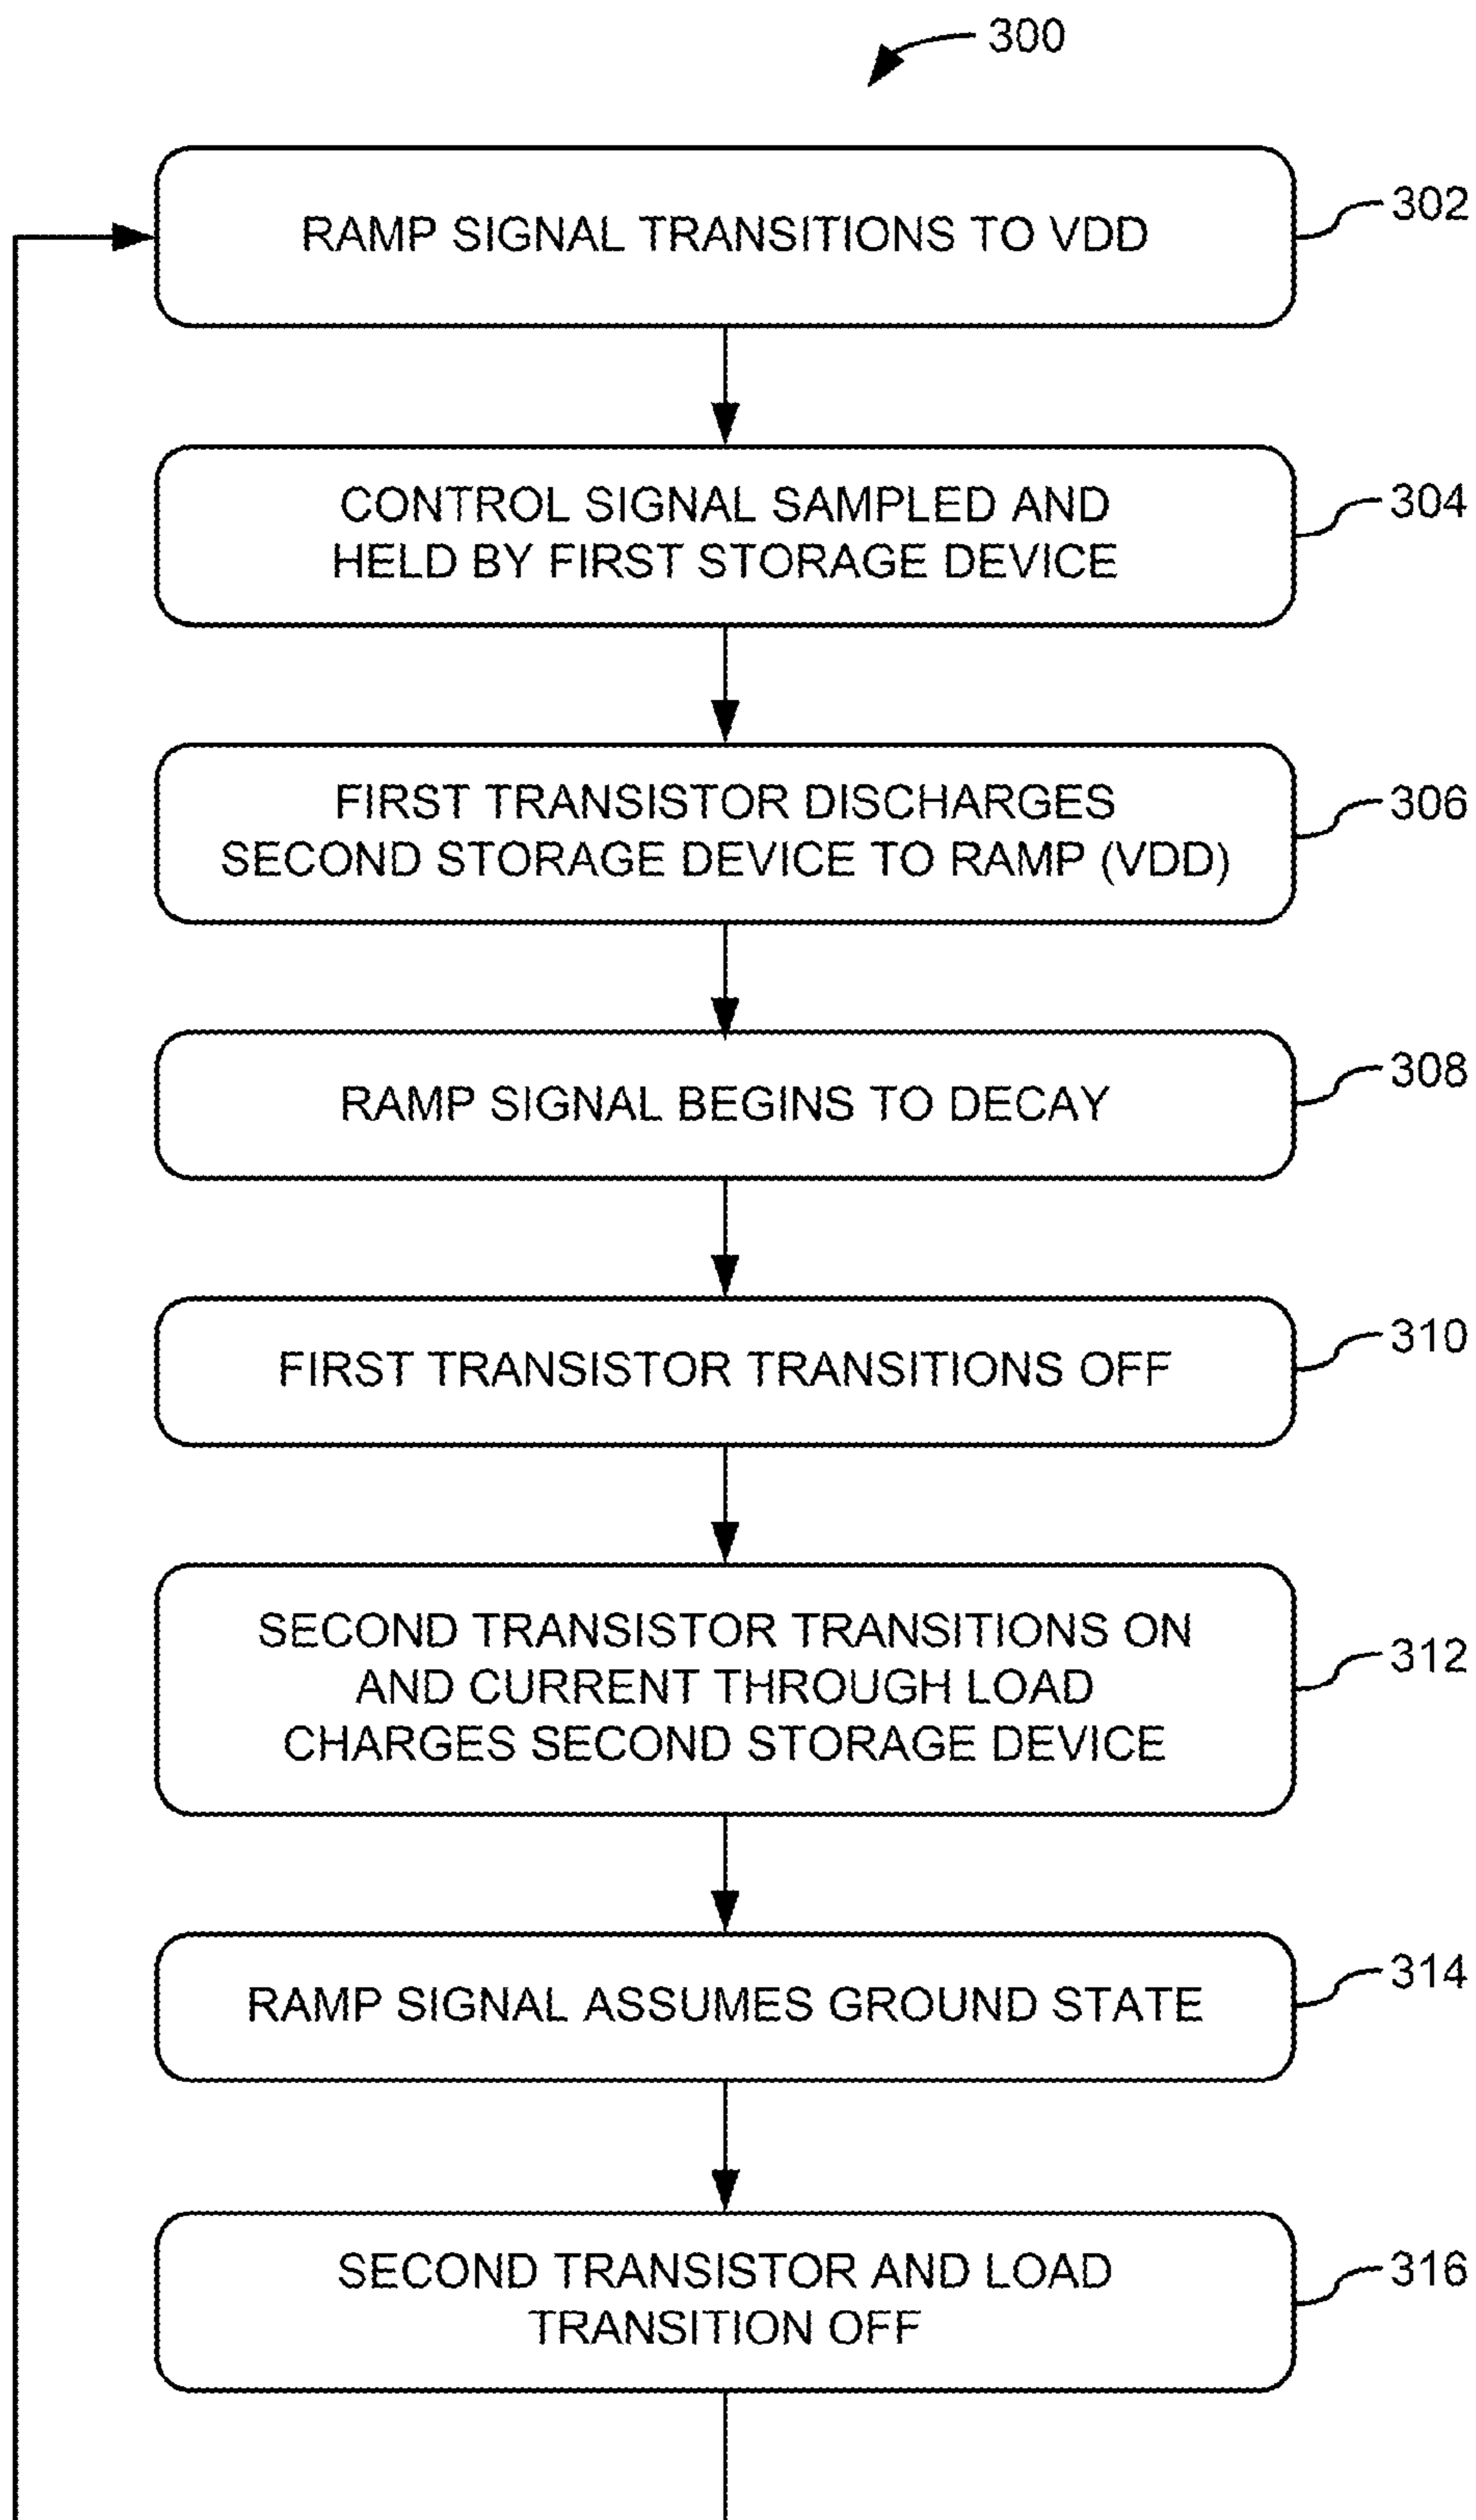 300
RAMP SIGNAL TRANSITIONS TO VDD
302
CONTROL SIGNAL SAMPLED AND
HELD BY FIRST STORAGE DEVICE
304
FIRST TRANSISTOR DISCHARGES
SECOND STORAGE DEVICE TO RAMP (VDD)
306
RAMP SIGNAL BEGINS TO DECAY
308
FIRST TRANSISTOR TRANSITIONS OFF
310
SECOND TRANSISTOR TRANSITIONS ON
AND CURRENT THROUGH LOAD
CHARGES SECOND STORAGE DEVICE
312
RAMP SIGNAL ASSUMES GROUND STATE
314
SECOND TRANSISTOR AND LOAD
TRANSITION OFF
316